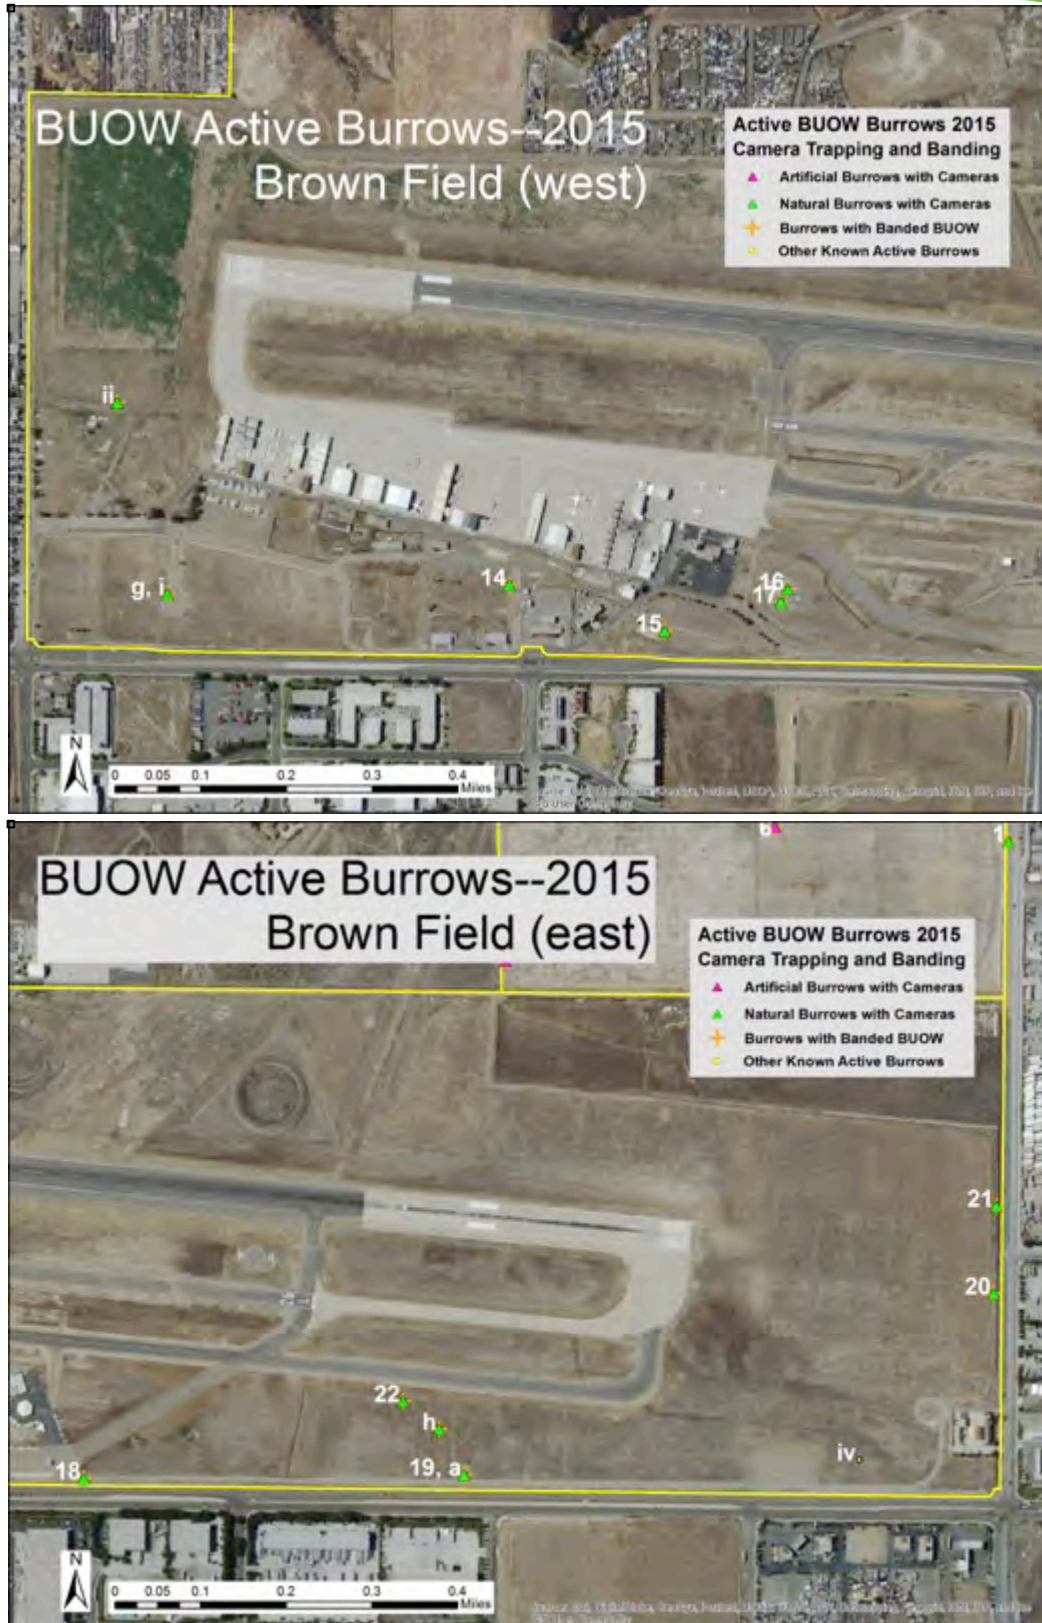 BUOW Active Burrows--2015
Brown Field (west)
Active BUOW Burrows 2015
Camera Trapping and Banding
Artificial Burrows with Cameras
Natural Burrows with Cameras
Burrows with Banded BUOW
Other Known Active Burrows
ii
g, i
14
15
16
17
N
0 0.05 0.1 0.2 0.3 0.4
Miles
BUOW Active Burrows--2015
Brown Field (east)
6
1
Active BUOW Burrows 2015
Camera Trapping and Banding
Artificial Burrows with Cameras
Natural Burrows with Cameras
Burrows with Banded BUOW
Other Known Active Burrows
21
20
22
h
19, a
iv
18
N
0 0.05 0.1 0.2 0.3 0.4
Miles